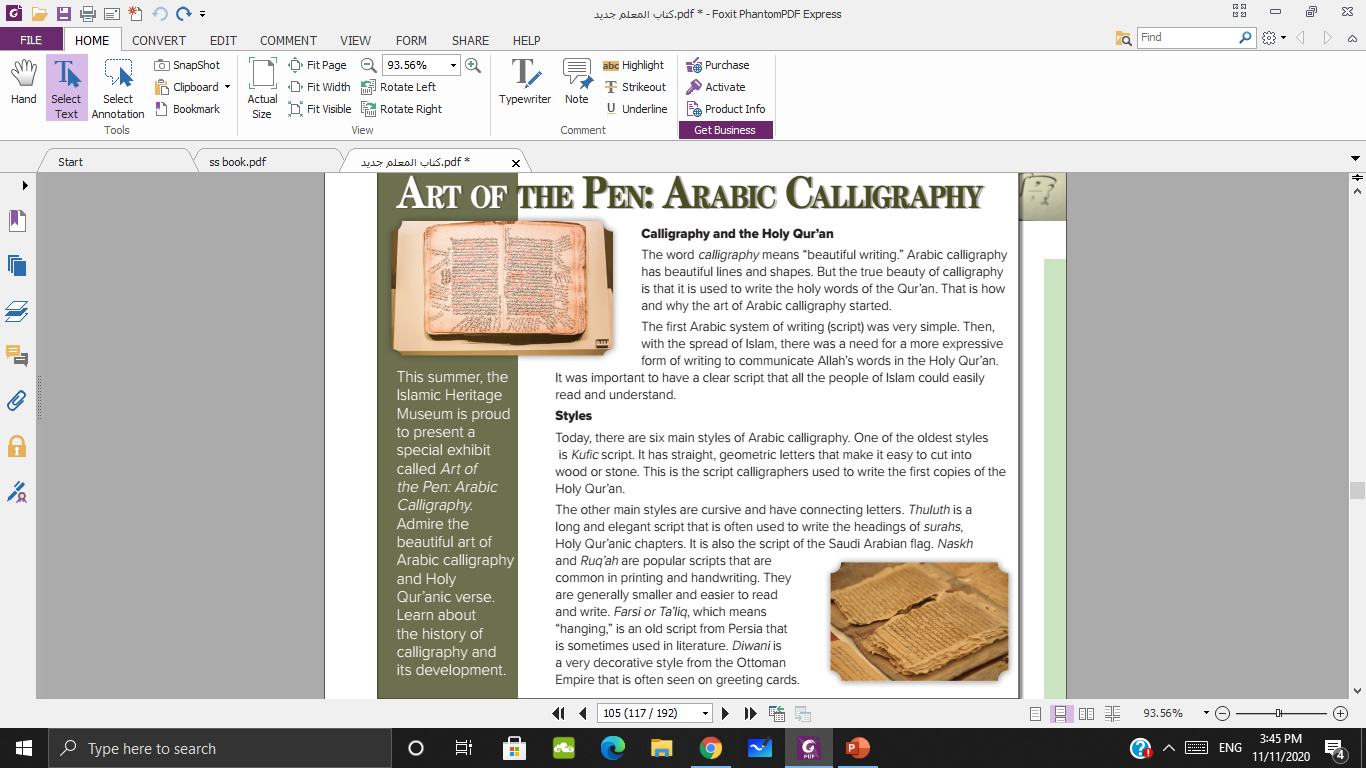 كتاب المعلم جديد.pdf * - Foxit PhantomPDF Express
FILE
HOME
CONVERT
EDIT
COMMENT
VIEW
FORM
SHARE
HELP
Find
Hand
Select Text
Select Annotation
SnapShot
Clipboard
Bookmark
Tools
Actual Size
Fit Page
Fit Width
Fit Visible
93.56%
Rotate Left
Rotate Right
View
Typewriter
Note
Highlight
Strikeout
Underline
Comment
Purchase
Activate
Product Info
Get Business
Start
ss book.pdf
كتاب المعلم جديد.pdf *
ART OF THE PEN: ARABIC CALLIGRAPHY
This summer, the
Islamic Heritage
Museum is proud
to present a
special exhibit
called Art of
the Pen: Arabic
Calligraphy.
Admire the
beautiful art of
Arabic calligraphy
and Holy
Qur'anic verse.
Learn about
the history of
calligraphy and
its development.
Calligraphy and the Holy Qur'an
The word calligraphy means “beautiful writing.” Arabic calligraphy
has beautiful lines and shapes. But the true beauty of calligraphy
is that it is used to write the holy words of the Qur'an. That is how
and why the art of Arabic calligraphy started.
The first Arabic system of writing (script) was very simple. Then,
with the spread of Islam, there was a need for a more expressive
form of writing to communicate Allah's words in the Holy Qur'an.
It was important to have a clear script that all the people of Islam could easily
read and understand.
Styles
Today, there are six main styles of Arabic calligraphy. One of the oldest styles
is Kufic script. It has straight, geometric letters that make it easy to cut into
wood or stone. This is the script calligraphers used to write the first copies of the
Holy Qur'an.
The other main styles are cursive and have connecting letters. Thuluth is a
long and elegant script that is often used to write the headings of surahs,
Holy Qur'anic chapters. It is also the script of the Saudi Arabian flag. Naskh
and Ruq'ah are popular scripts that are
common in printing and handwriting. They
are generally smaller and easier to read
and write. Farsi or Ta'liq, which means
“hanging,” is an old script from Persia that
is sometimes used in literature. Diwani is
a very decorative style from the Ottoman
Empire that is often seen on greeting cards.
105 (117 / 192)
93.56%
Type here to search
ENG
3:45 PM
11/11/2020
4